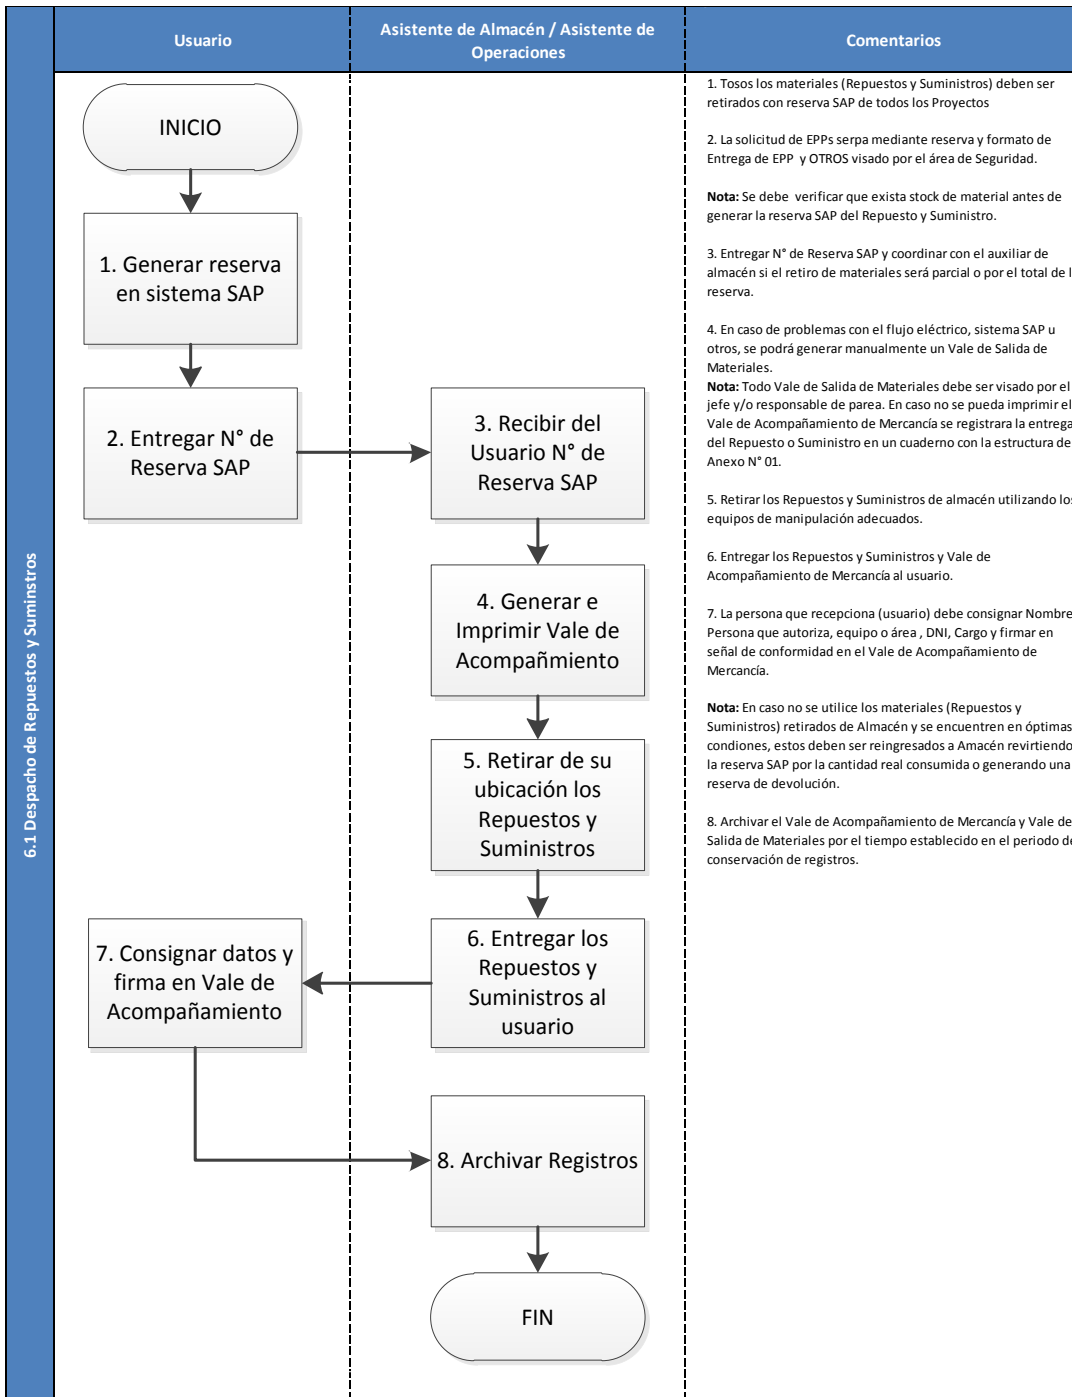 Usuario
Asistente de Almacén / Asistente de
Operaciones
Comentarios
6.1 Despacho de Repuestos y Suminstros
INICIO
1. Generar reserva
en sistema SAP
2. Entregar N° de
Reserva SAP
3. Recibir del
Usuario N° de
Reserva SAP
4. Generar e
Imprimir Vale de
Acompañmiento
5. Retirar de su
ubicación los
Repuestos y
Suministros
6. Entregar los
Repuestos y
Suministros al
usuario
7. Consignar datos y
firma en Vale de
Acompañamiento
8. Archivar Registros
FIN
1. Tosos los materiales (Repuestos y Suministros) deben ser
retirados con reserva SAP de todos los Proyectos
2. La solicitud de EPPs serpa mediante reserva y formato de
Entrega de EPP y OTROS visado por el área de Seguridad.
Nota: Se debe verificar que exista stock de material antes de
generar la reserva SAP del Repuesto y Suministro.
3. Entregar N° de Reserva SAP y coordinar con el auxiliar de
almacén si el retiro de materiales será parcial o por el total de l
reserva.
4. En caso de problemas con el flujo eléctrico, sistema SAP u
otros, se podrá generar manualmente un Vale de Salida de
Materiales.
Nota: Todo Vale de Salida de Materiales debe ser visado por el
jefe y/o responsable de parea. En caso no se pueda imprimir el
Vale de Acompañamiento de Mercancía se registrara la entrega
del Repuesto o Suministro en un cuaderno con la estructura de
Anexo N° 01.
5. Retirar los Repuestos y Suministros de almacén utilizando los
equipos de manipulación adecuados.
6. Entregar los Repuestos y Suministros y Vale de
Acompañamiento de Mercancía al usuario.
7. La persona que recepciona (usuario) debe consignar Nombre
Persona que autoriza, equipo o área , DNI, Cargo y firmar en
señal de conformidad en el Vale de Acompañamiento de
Mercancía.
Nota: En caso no se utilice los materiales (Repuestos y
Suministros) retirados de Almacén y se encuentren en óptimas
condiones, estos deben ser reingresados a Amacén revirtiendo
la reserva SAP por la cantidad real consumida o generando una
reserva de devolución.
8. Archivar el Vale de Acompañamiento de Mercancía y Vale de
Salida de Materiales por el tiempo establecido en el periodo de
conservación de registros.